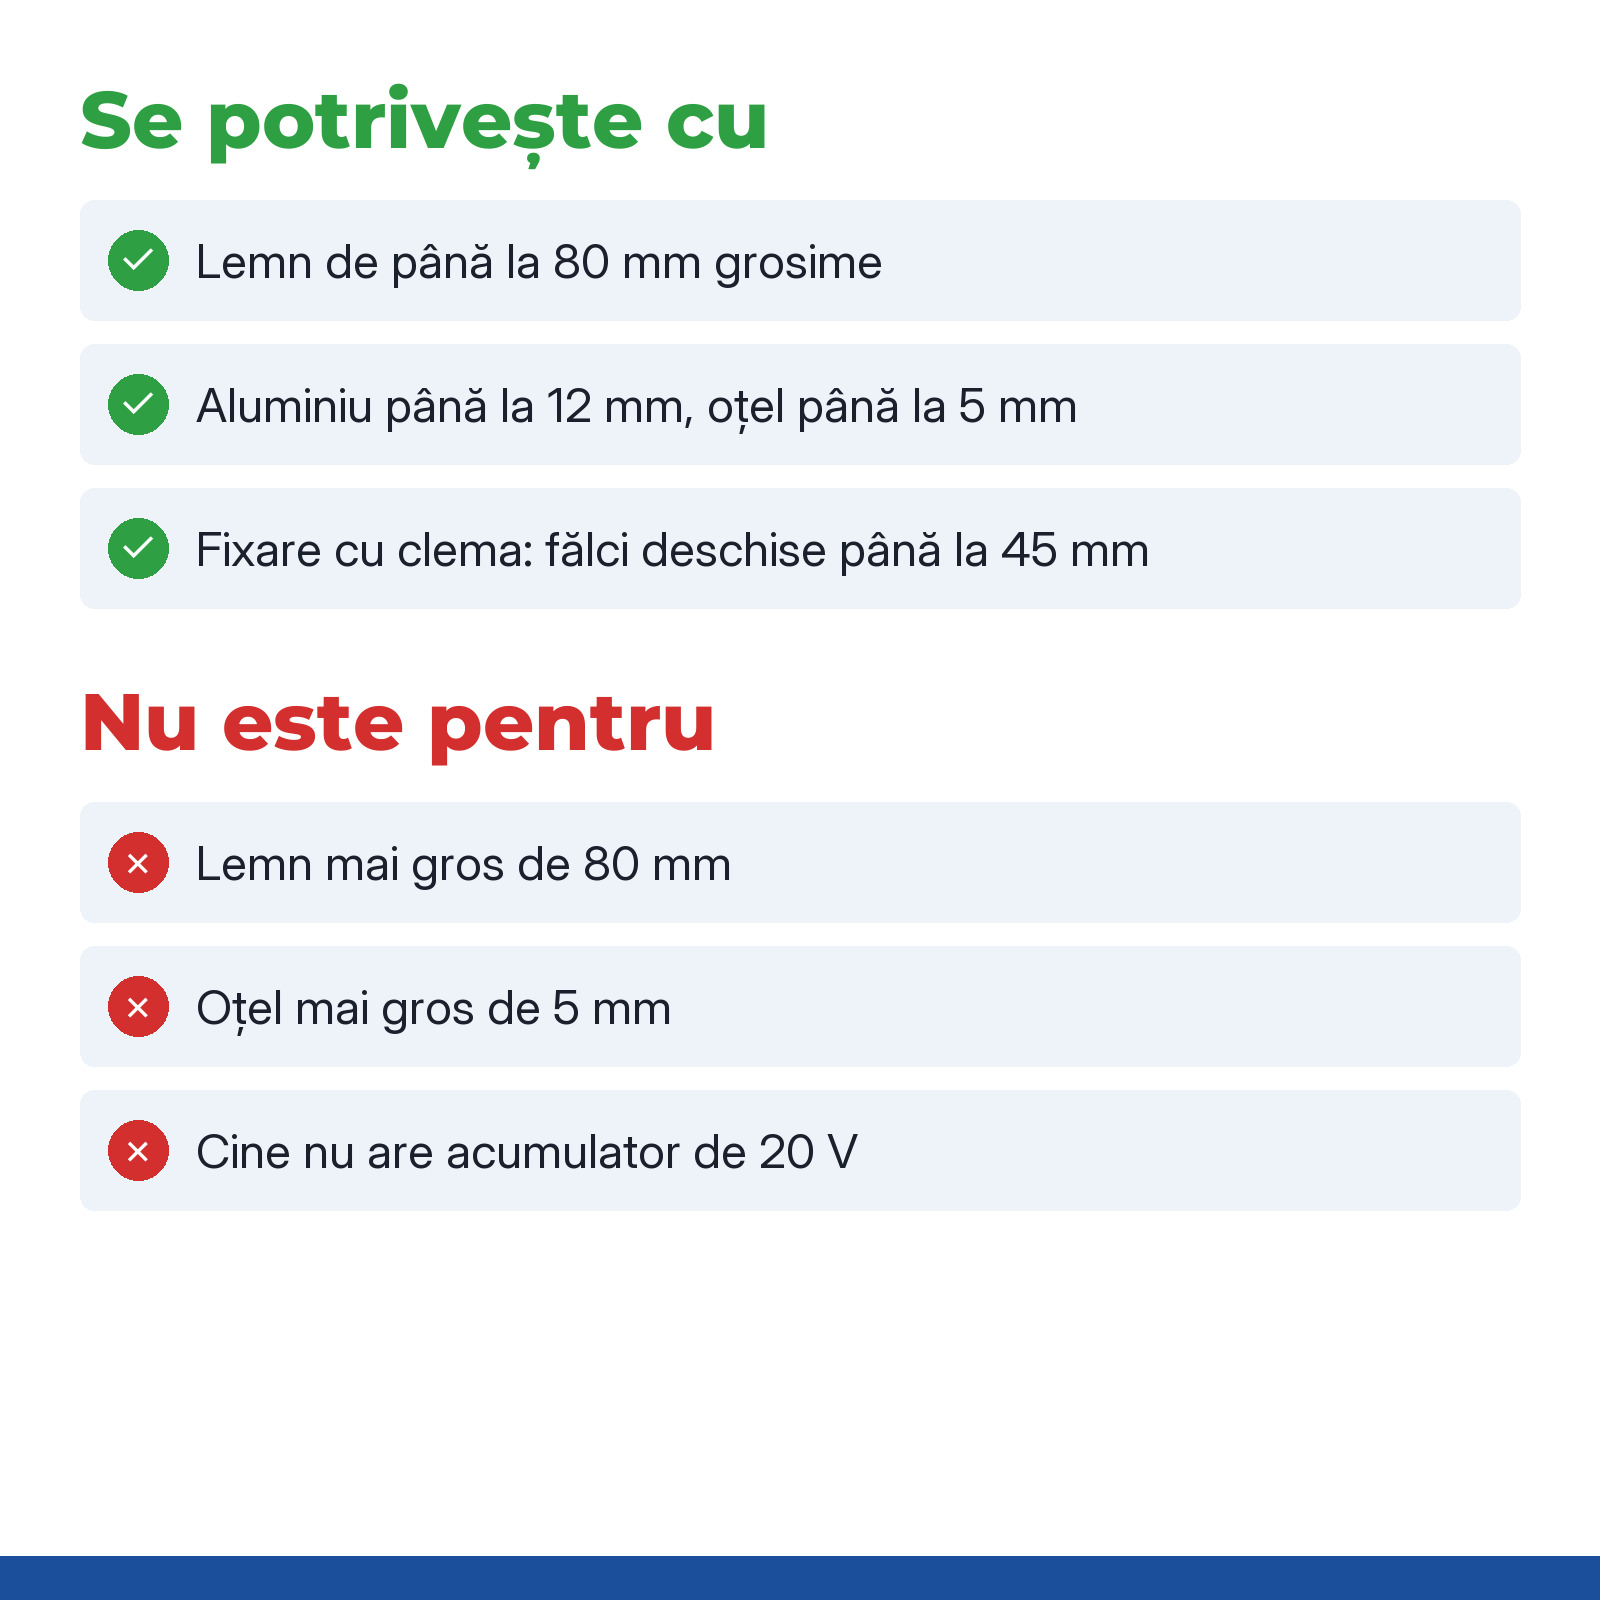 Se potrivește cu
Lemn de până la 80 mm grosime
Aluminiu până la 12 mm, oțel până la 5 mm
Fixare cu clema: fălci deschise până la 45 mm
Nu este pentru
Lemn mai gros de 80 mm
Oțel mai gros de 5 mm
Cine nu are acumulator de 20 V